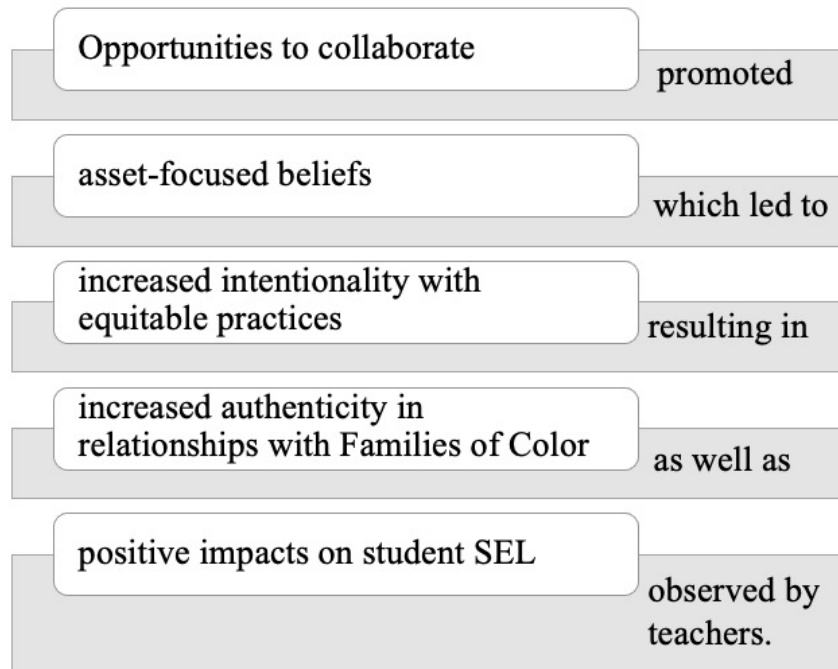 Opportunities to collaborate
promoted
asset-focused beliefs
which led to
increased intentionality with
equitable practices
resulting in
increased authenticity in
relationships with Families of Color
as well as
positive impacts on student SEL
observed by
teachers.